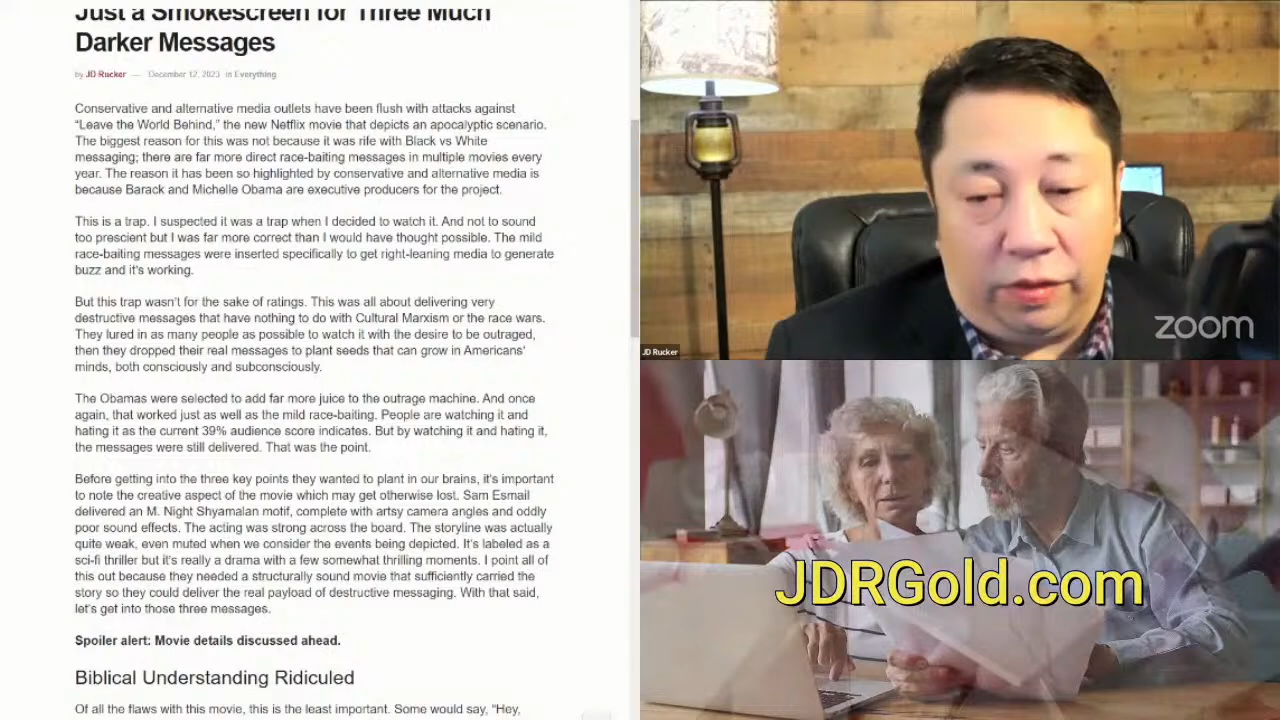 Just a Smokescreen for Three Much
Darker Messages
by JD Rucker — December 12, 2023 in Everything
Conservative and alternative media outlets have been flush with attacks against
“Leave the World Behind,” the new Netflix movie that depicts an apocalyptic scenario.
The biggest reason for this was not because it was rife with Black vs White
messaging; there are far more direct race-baiting messages in multiple movies every
year. The reason it has been so highlighted by conservative and alternative media is
because Barack and Michelle Obama are executive producers for the project.
This is a trap. I suspected it was a trap when I decided to watch it. And not to sound
too prescient but I was far more correct than I would have thought possible. The mild
race-baiting messages were inserted specifically to get right-leaning media to generate
buzz and it's working.
But this trap wasn't for the sake of ratings. This was all about delivering very
destructive messages that have nothing to do with Cultural Marxism or the race wars.
They lured in as many people as possible to watch it with the desire to be outraged,
then they dropped their real messages to plant seeds that can grow in Americans'
minds, both consciously and subconsciously.
The Obamas were selected to add far more juice to the outrage machine. And once
again, that worked just as well as the mild race-baiting. People are watching it and
hating it as the current 39% audience score indicates. But by watching it and hating it,
the messages were still delivered. That was the point.
Before getting into the three key points they wanted to plant in our brains, it's important
to note the creative aspect of the movie which may get otherwise lost. Sam Esmail
delivered an M. Night Shyamalan motif, complete with artsy camera angles and oddly
poor sound effects. The acting was strong across the board. The storyline was actually
quite weak, even muted when we consider the events being depicted. It's labeled as a
sci-fi thriller but it's really a drama with a few somewhat thrilling moments. I point all of
this out because they needed a structurally sound movie that sufficiently carried the
story so they could deliver the real payload of destructive messaging. With that said,
let's get into those three messages.
Spoiler alert: Movie details discussed ahead.
Biblical Understanding Ridiculed
Of all the flaws with this movie, this is the least important. Some would say, "Hey,
zoom
JD Rucker
JDRGold.com